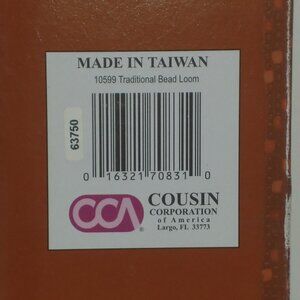 MADE IN TAIWAN
10599 Traditional Bead Loom
63750
0 16321 70831 0
CCA®
COUSIN
CORPORATION
of America
Largo, FL 33773